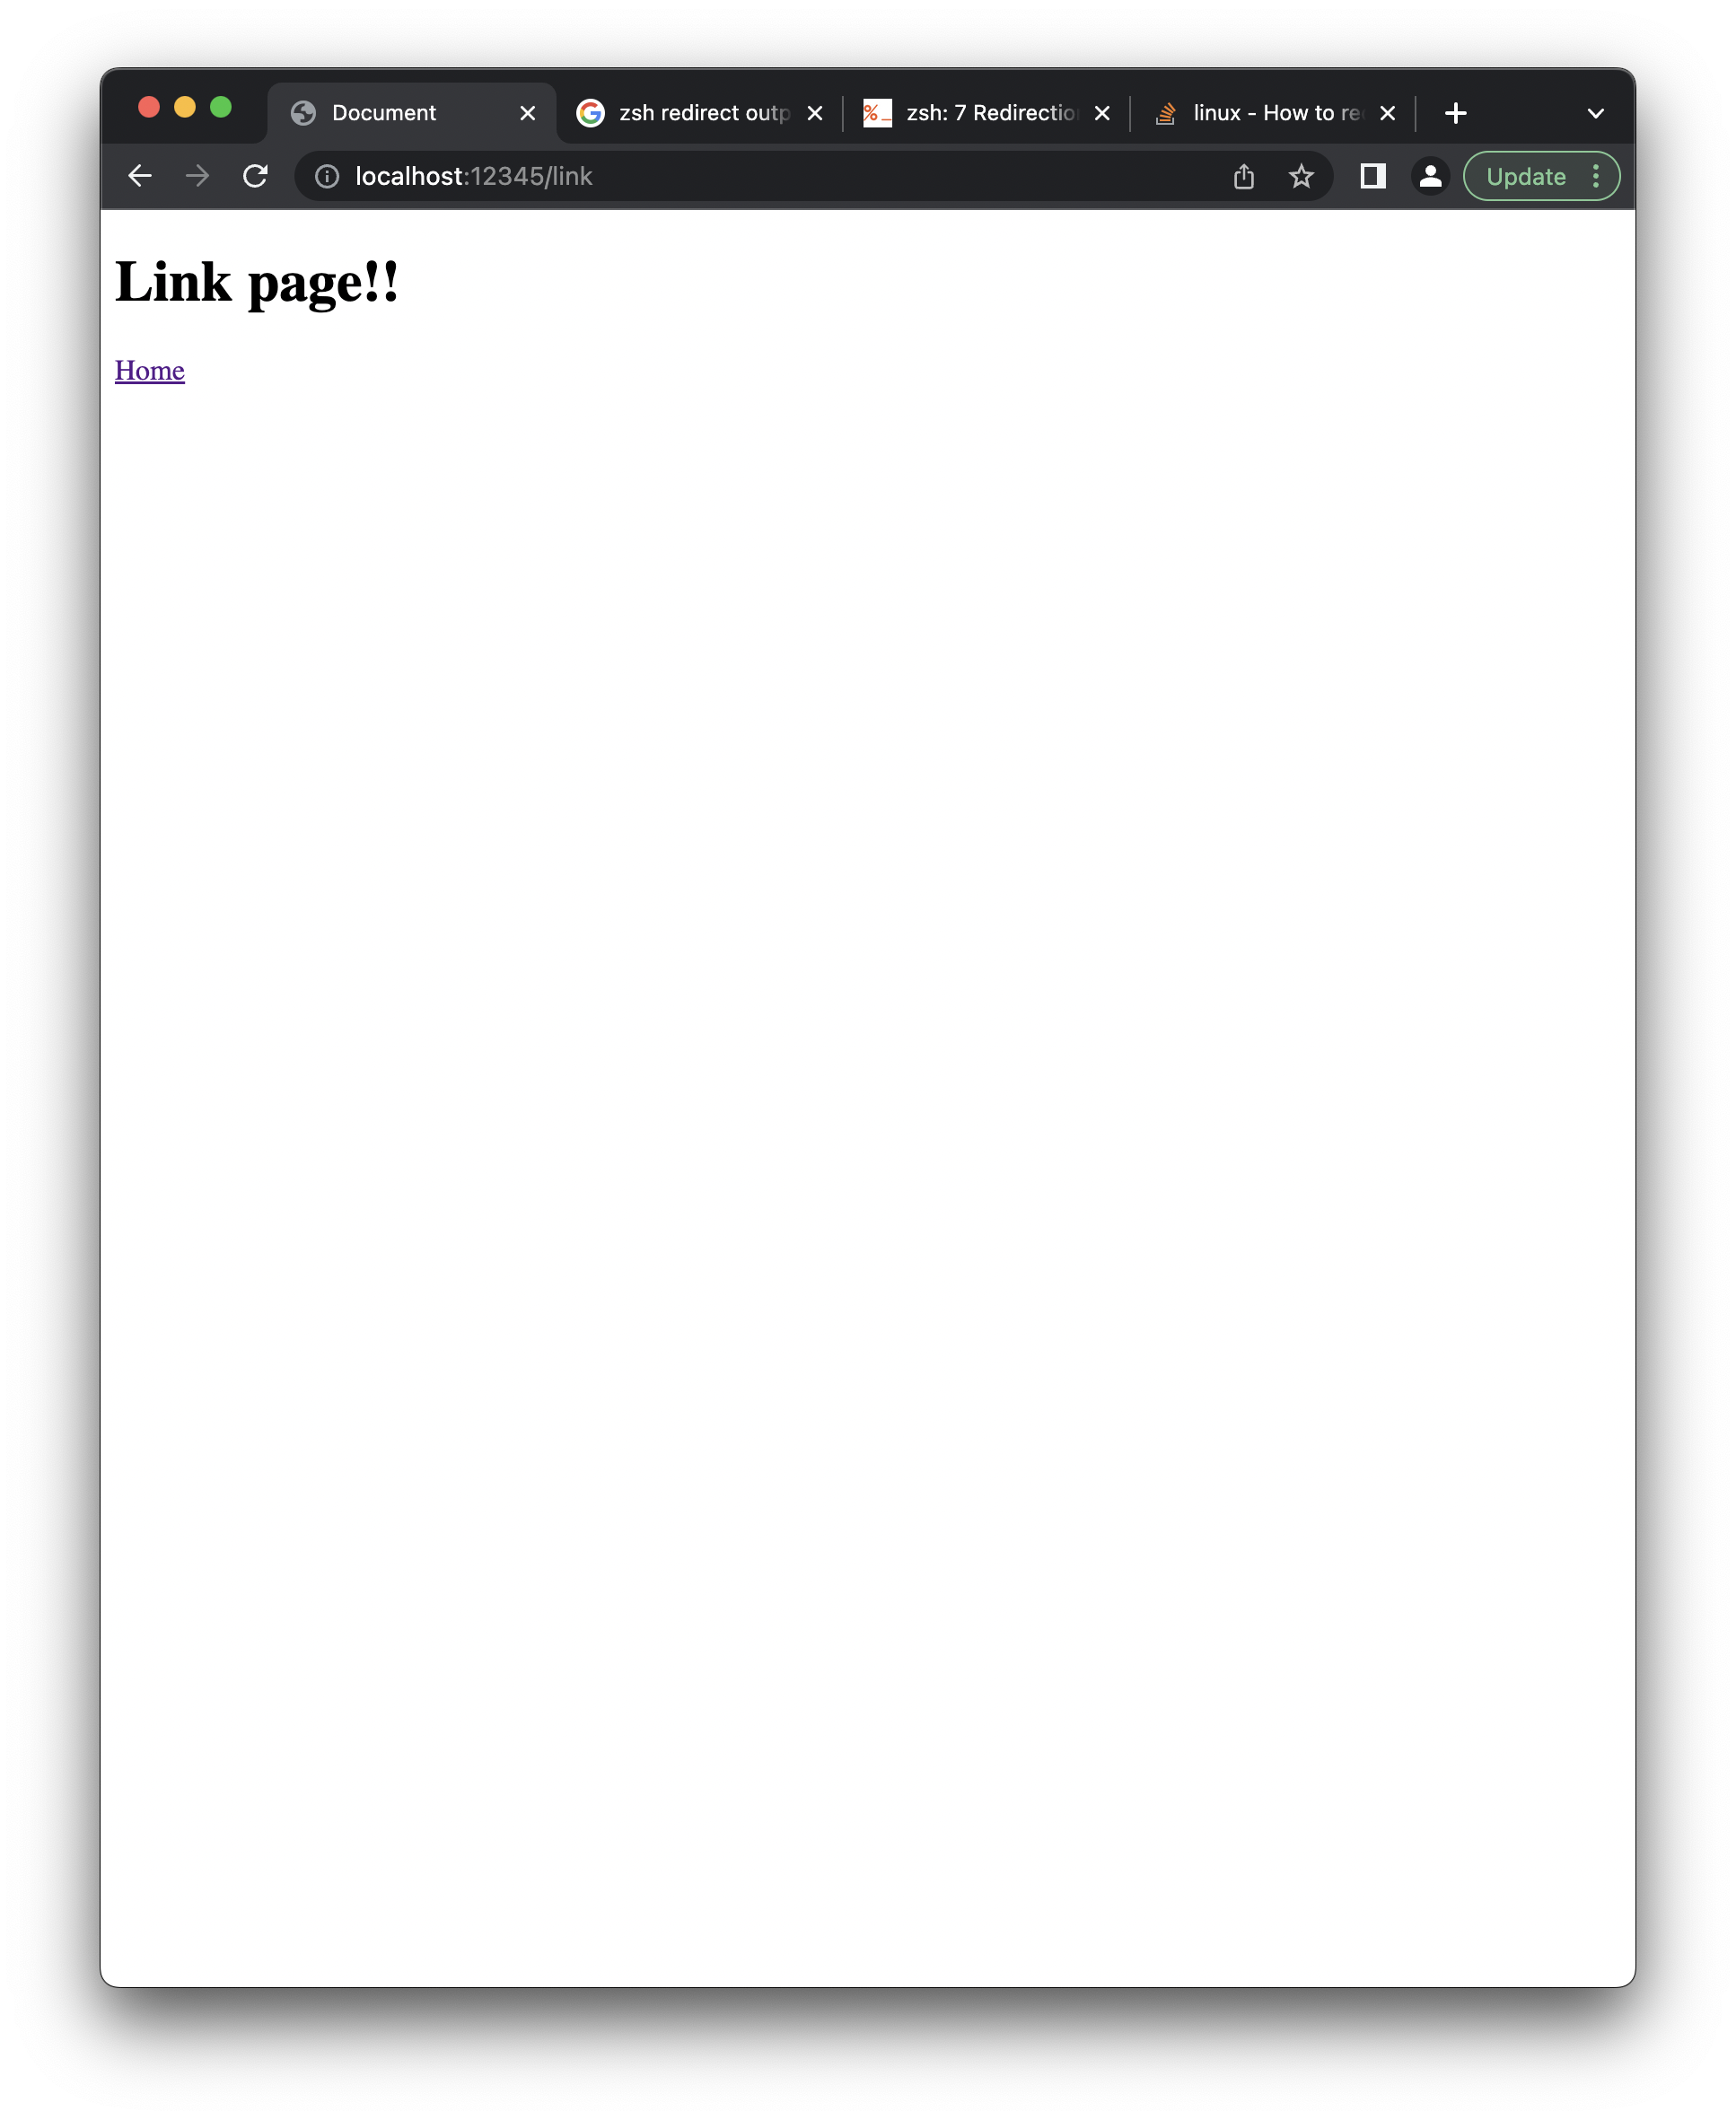 Document
zsh redirect outp
zsh: 7 Redirectio
linux - How to re
localhost:12345/link
Update
Link page!!
Home